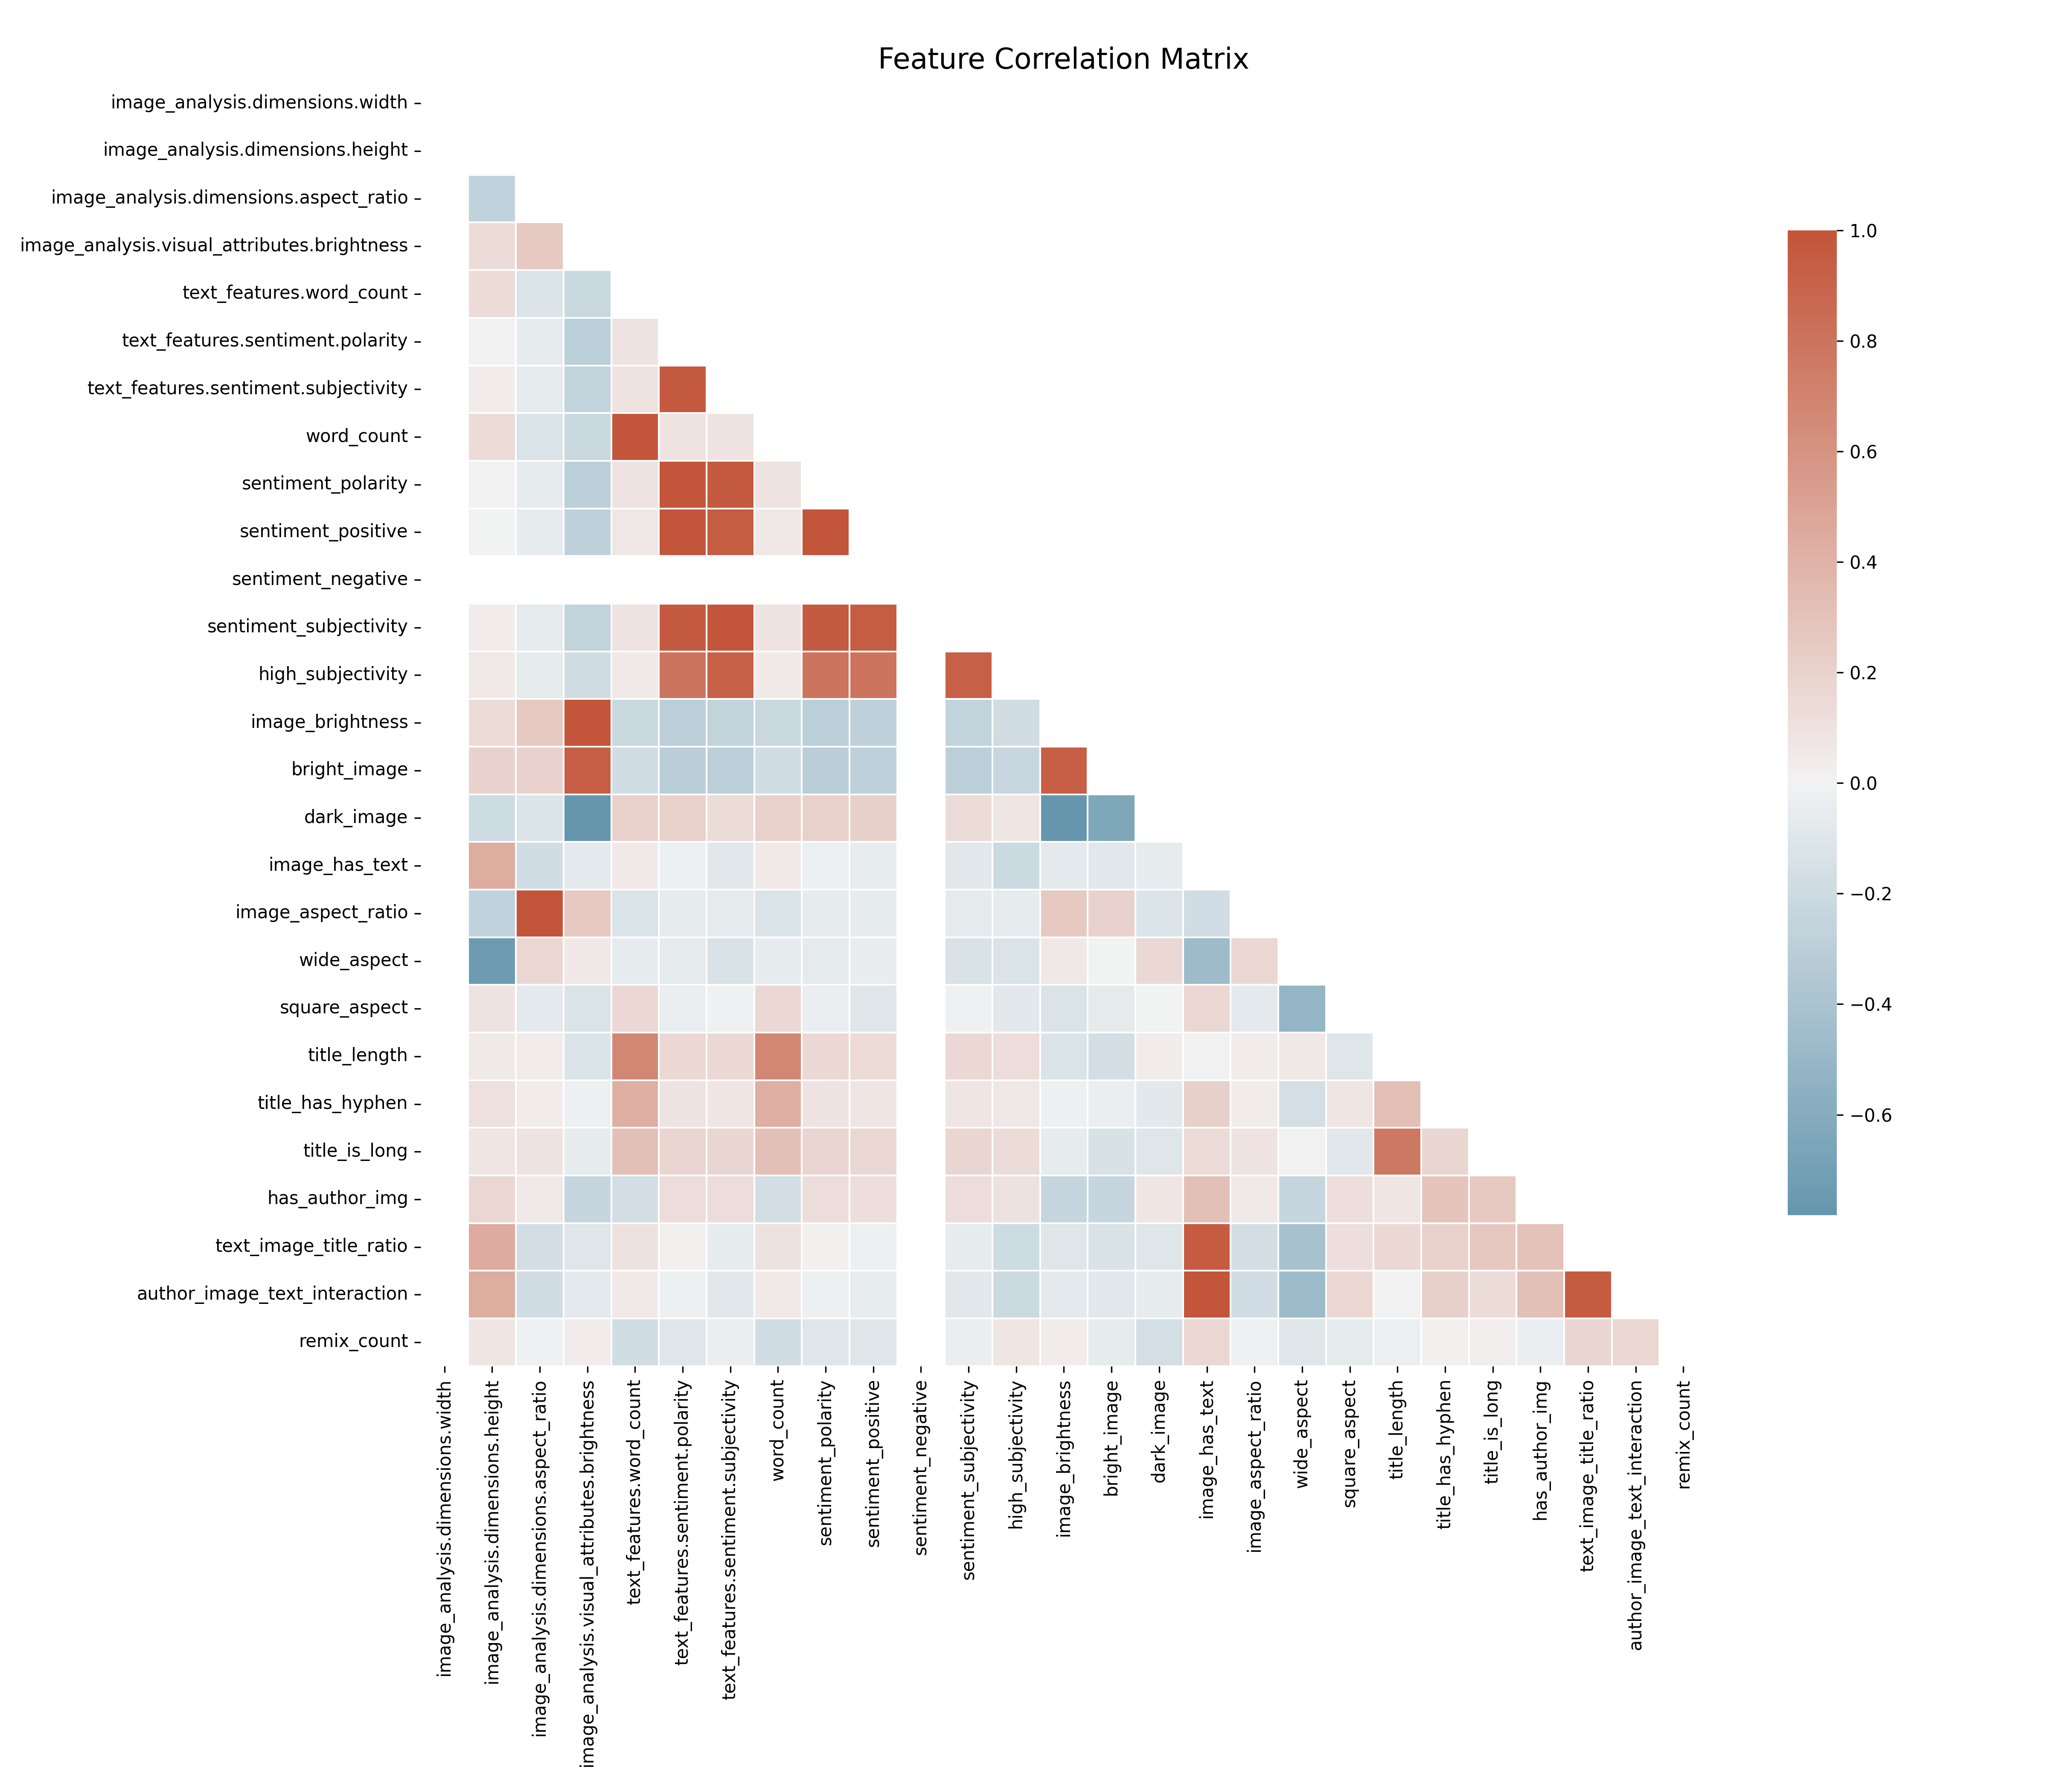 Feature Correlation Matrix
image_analysis.dimensions.width
image_analysis.dimensions.height
image_analysis.dimensions.aspect_ratio
image_analysis.visual_attributes.brightness
text_features.word_count
text_features.sentiment.polarity
text_features.sentiment.subjectivity
word_count
sentiment_polarity
sentiment_positive
sentiment_negative
sentiment_subjectivity
high_subjectivity
image_brightness
bright_image
dark_image
image_has_text
image_aspect_ratio
wide_aspect
square_aspect
title_length
title_has_hyphen
title_is_long
has_author_img
text_image_title_ratio
author_image_text_interaction
remix_count
image_analysis.dimensions.width
image_analysis.dimensions.height
image_analysis.dimensions.aspect_ratio
image_analysis.visual_attributes.brightness
text_features.word_count
text_features.sentiment.polarity
text_features.sentiment.subjectivity
word_count
sentiment_polarity
sentiment_positive
sentiment_negative
sentiment_subjectivity
high_subjectivity
image_brightness
bright_image
dark_image
image_has_text
image_aspect_ratio
wide_aspect
square_aspect
title_length
title_has_hyphen
title_is_long
has_author_img
text_image_title_ratio
author_image_text_interaction
remix_count
1.0
0.8
0.6
0.4
0.2
0.0
−0.2
−0.4
−0.6